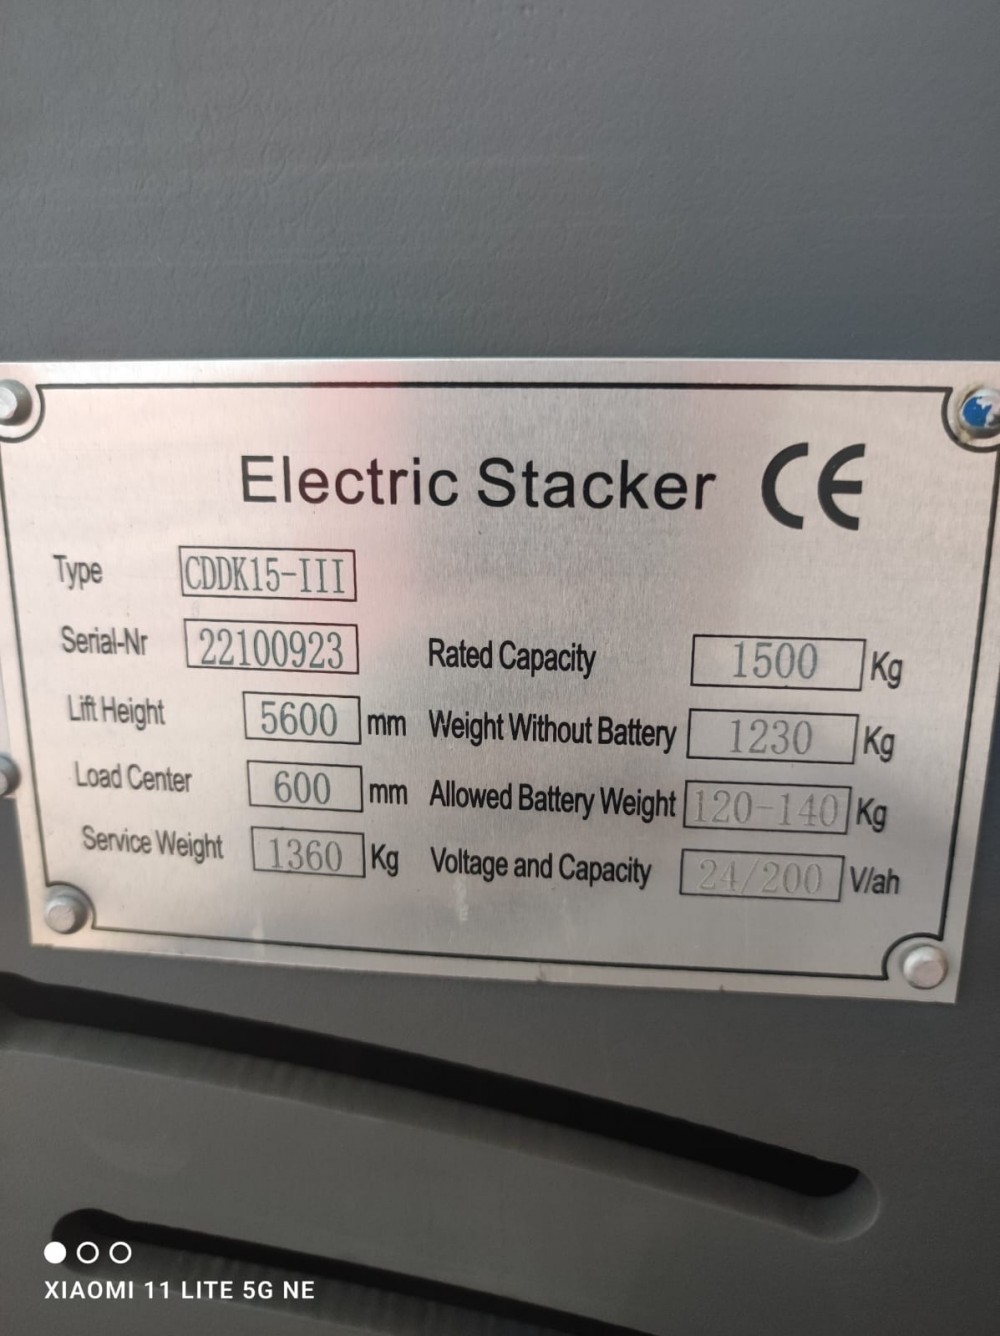 Electric Stacker CE
Type CDDK15-III
Serial-Nr 22100923 Rated Capacity 1500 Kg
Lift Height 5600 mm Weight Without Battery 1230 Kg
Load Center 600 mm Allowed Battery Weight 120-140 Kg
Service Weight 1360 Kg Voltage and Capacity 24/200 V/ah
XIAOMI 11 LITE 5G NE